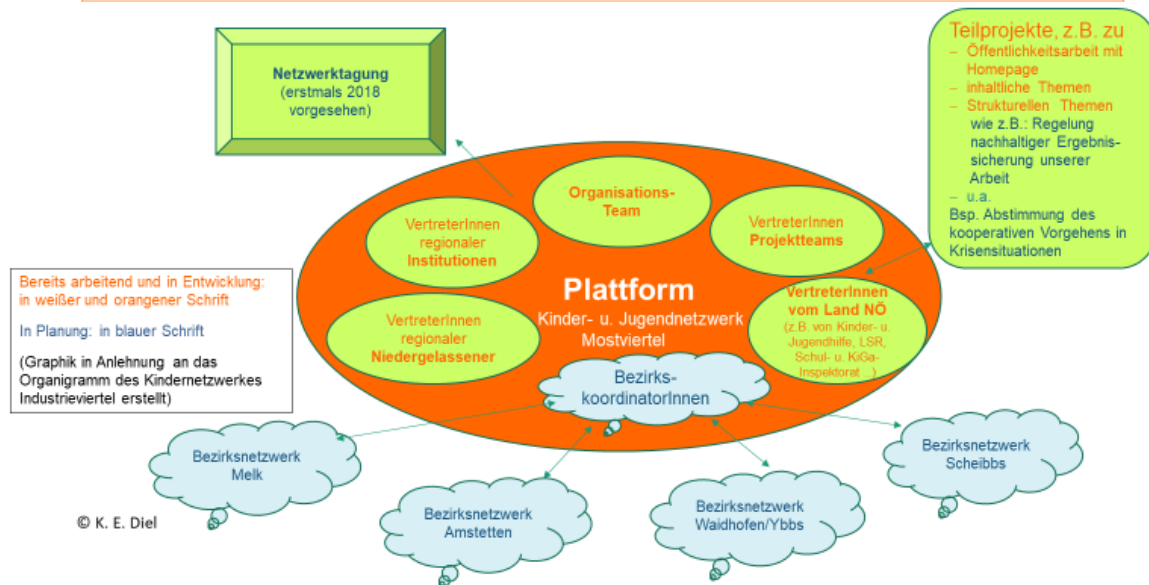 Netzwerktagung
(erstmals 2018
vorgesehen)
Teilprojekte, z.B. zu
– Öffentlichkeitsarbeit mit
Homepage
– inhaltliche Themen
– Strukturellen Themen
wie z.B.: Regelung
nachhaltiger Ergebnis-
sicherung unserer
Arbeit
– u.a.
Bsp. Abstimmung des
kooperativen Vorgehens in
Krisensituationen
Organisations-
Team
VertreterInnen
regionaler
Institutionen
VertreterInnen
Projektteams
VertreterInnen
regionaler
Niedergelassener
Plattform
Kinder- u. Jugendnetzwerk
Mostviertel
VertreterInnen
vom Land NÖ
(z.B. von Kinder- u.
Jugendhilfe, LSR,
Schul- u. KiGa-
Inspektorat ...)
Bereits arbeitend und in Entwicklung:
in weißer und orangener Schrift
In Planung: in blauer Schrift
(Graphik in Anlehnung an das
Organigramm des Kindernetzwerkes
Industrieviertel erstellt)
Bezirks-
koordinatorInnen
Bezirksnetzwerk
Melk
Bezirksnetzwerk
Amstetten
Bezirksnetzwerk
Waidhofen/Ybbs
Bezirksnetzwerk
Scheibbs
© K. E. Diel